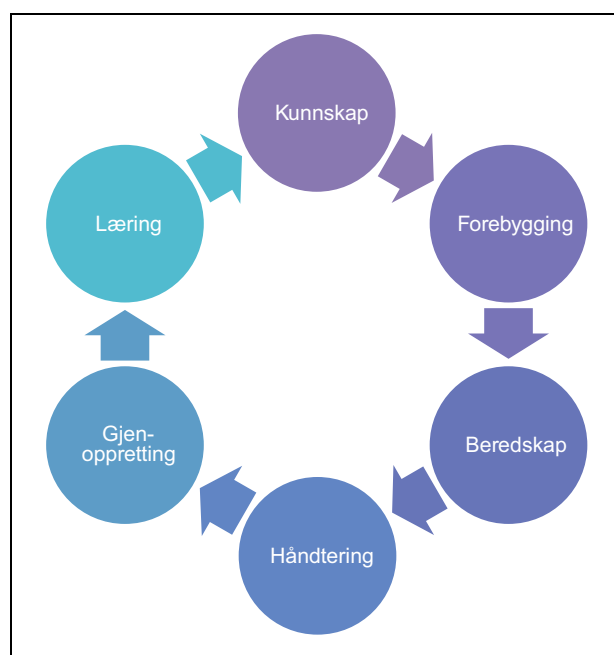 Kunnskap
Forebygging
Beredskap
Håndtering
Gjen-
oppretting
Læring